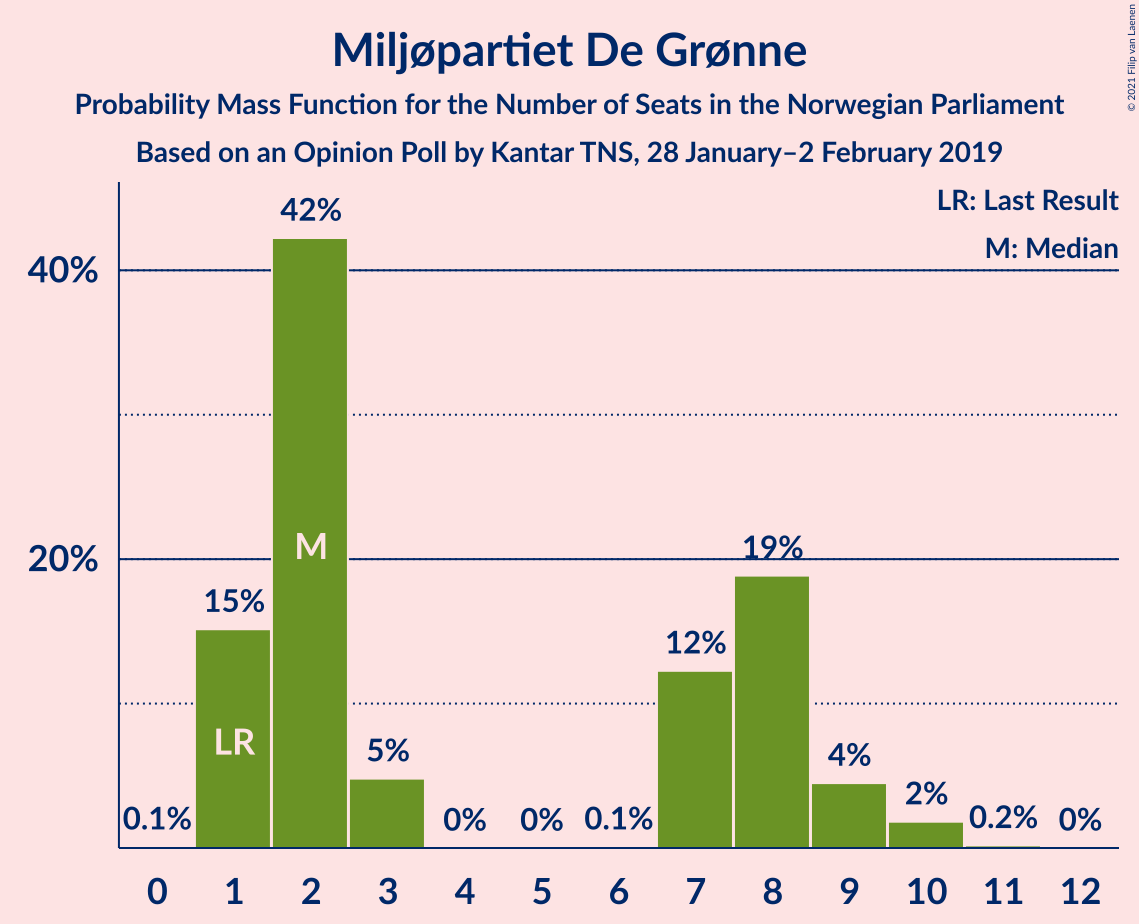 Miljøpartiet De Grønne
Probability Mass Function for the Number of Seats in the Norwegian Parliament
Based on an Opinion Poll by Kantar TNS, 28 January–2 February 2019
© 2021 Filip van Laenen
LR: Last Result
M: Median
40%
20%
0.1%
15%
42%
5%
0%
0%
0.1%
12%
19%
4%
2%
0.2%
0%
LR
M
0 1 2 3 4 5 6 7 8 9 10 11 12